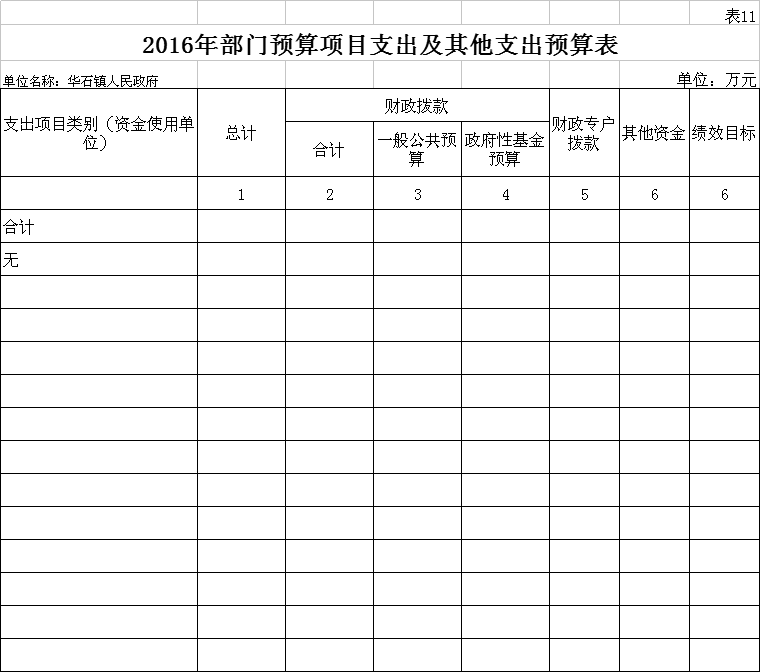 表11
2016年部门预算项目支出及其他支出预算表
单位名称：华石镇人民政府
单位：万元
支出项目类别（资金使用单
位）
总计
财政拨款
合计
一般公共预
算
政府性基金
预算
财政专户
拨款
其他资金
绩效目标
1
2
3
4
5
6
6
合计
无